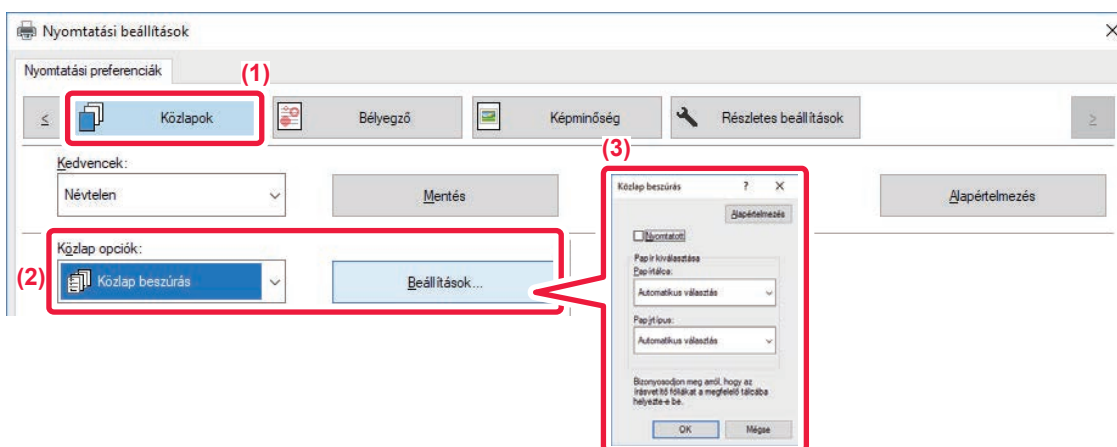 Nyomtatási beállítások
Nyomtatási preferenciák
(1)
<
Közlapok
Bélyegző
Képminőség
Részletes beállítások
>
(3)
Kedvencek:
Névtelen
Mentés
Alapértelmezés
Közlap opciók:
(2)
Közlap beszúrás
Beállítások...
Közlap beszúrás
?
Alapértelmezés
Nyomtatott
Papír kiválasztása
Papírtálca:
Automatikus választás
Papírtípus:
Automatikus választás
Bizonyosodjon meg arról, hogy az
írásvetítő fóliákat a megfelelő tálcába
helyezte-e be.
OK
Mégse